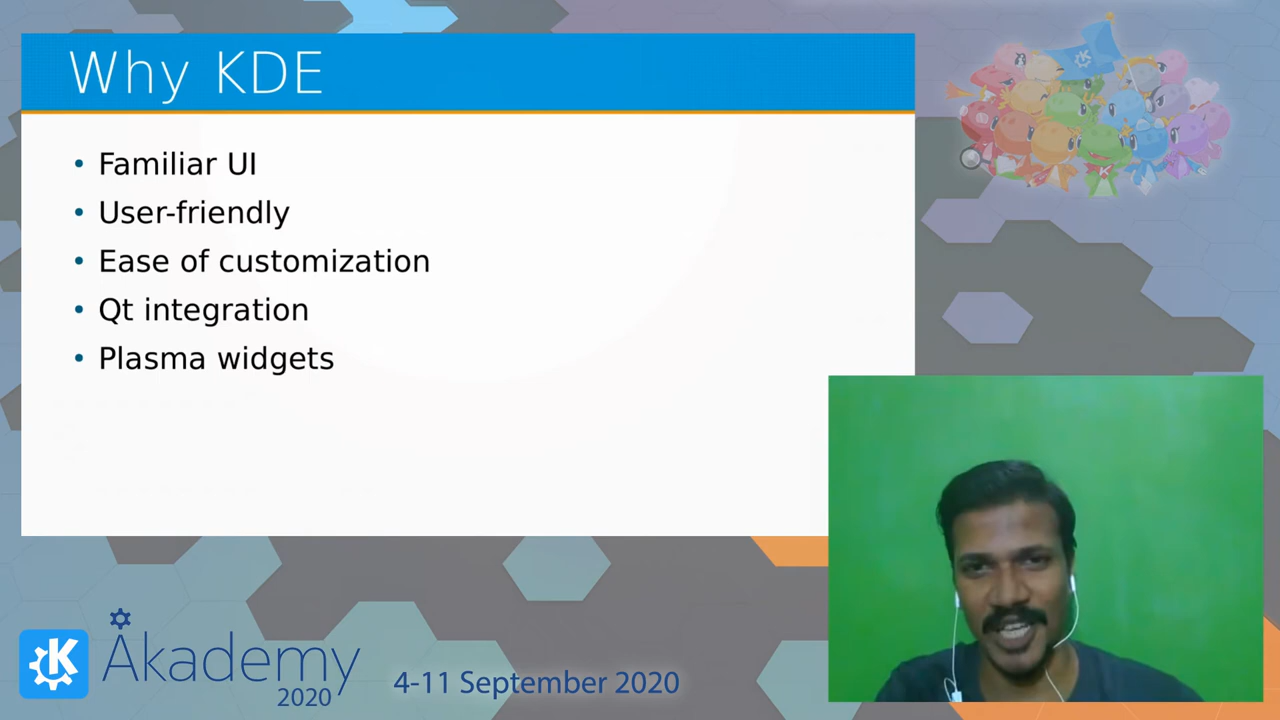 Why KDE
• Familiar UI
• User-friendly
• Ease of customization
• Qt integration
• Plasma widgets
Akademy
2020
4-11 September 2020